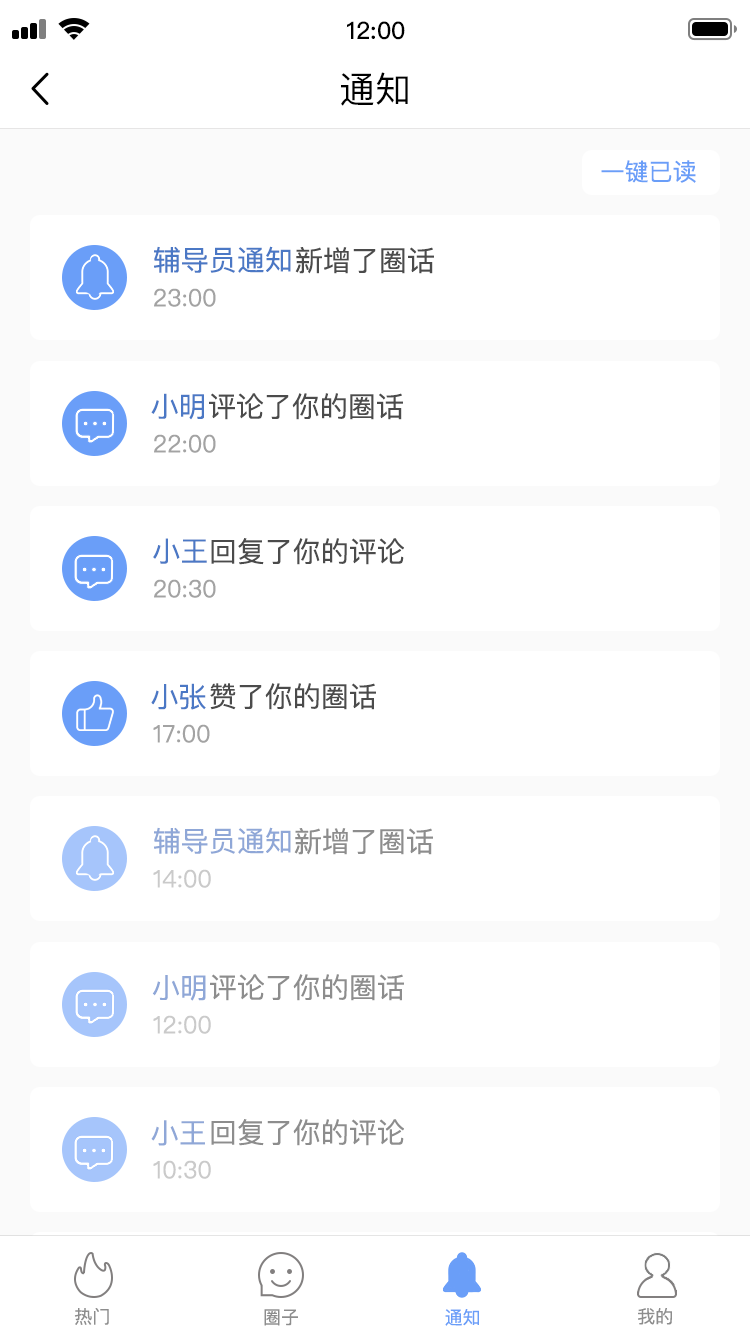 12:00
通知
一键已读
辅导员通知新增了圈话
23:00
小明评论了你的圈话
22:00
小王回复了你的评论
20:30
小张赞了你的圈话
17:00
辅导员通知新增了圈话
14:00
小明评论了你的圈话
12:00
小王回复了你的评论
10:30
热门 圈子 通知 我的